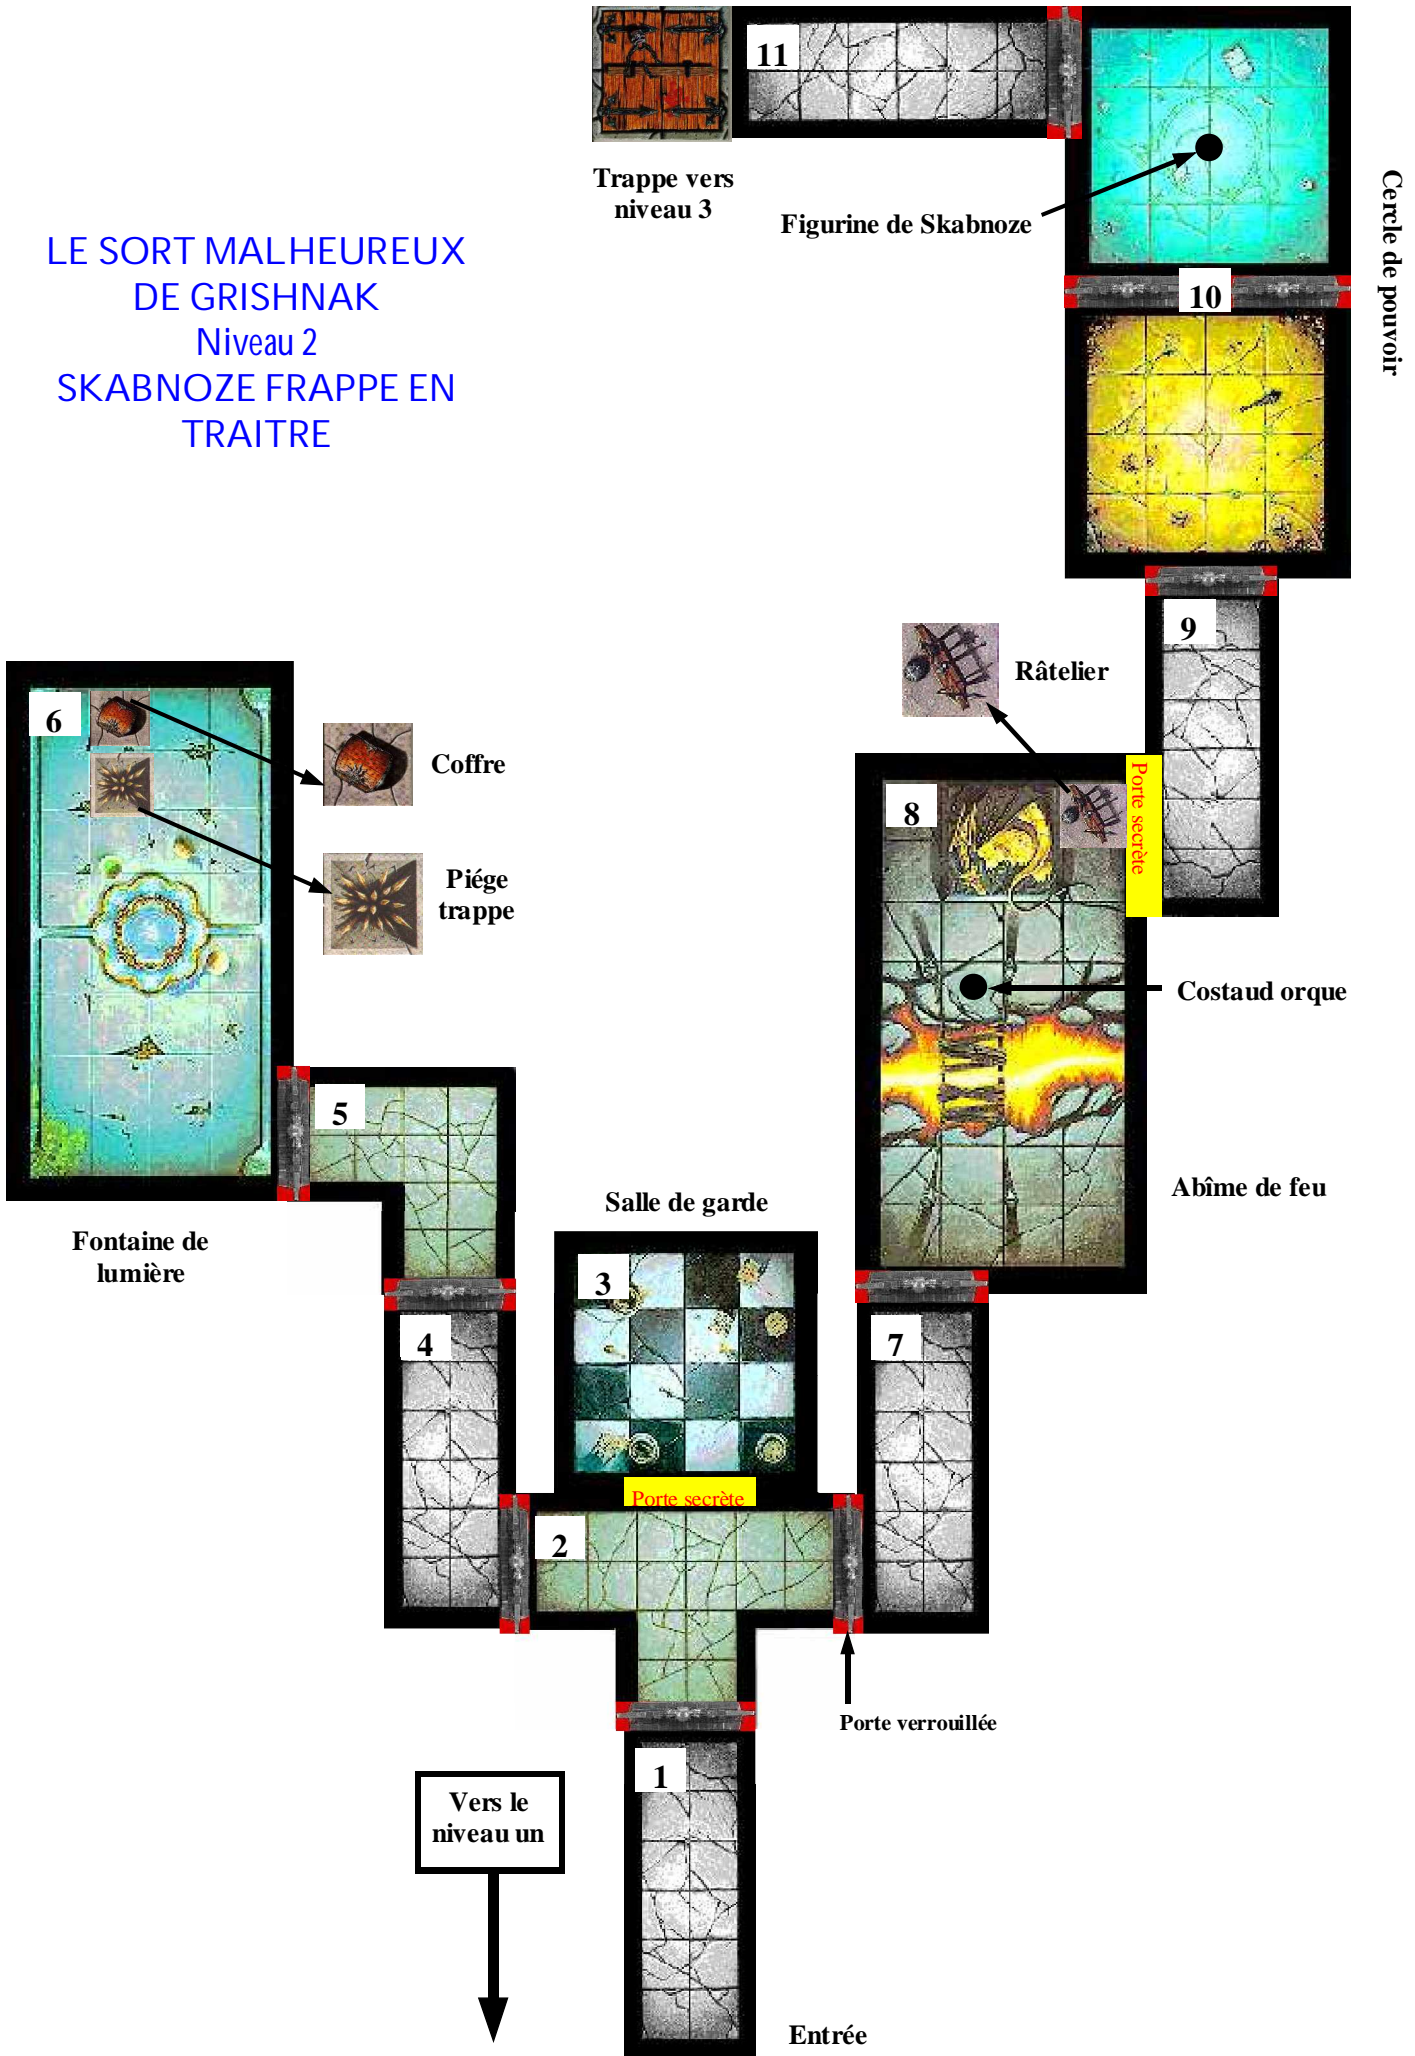 11
Trappe vers
niveau 3
Figurine de Skabnoze
Cercle de pouvoir
LE SORT MALHEUREUX
DE GRISHNAK
Niveau 2
SKABNOZE FRAPPE EN
TRAITRE
10
9
Râtelier
6
Coffre
Porte secrète
8
Piége
trappe
Costaud orque
5
Abîme de feu
Salle de garde
Fontaine de
lumière
3
4
7
Porte secrète
2
Porte verrouillée
1
Vers le
niveau un
Entrée